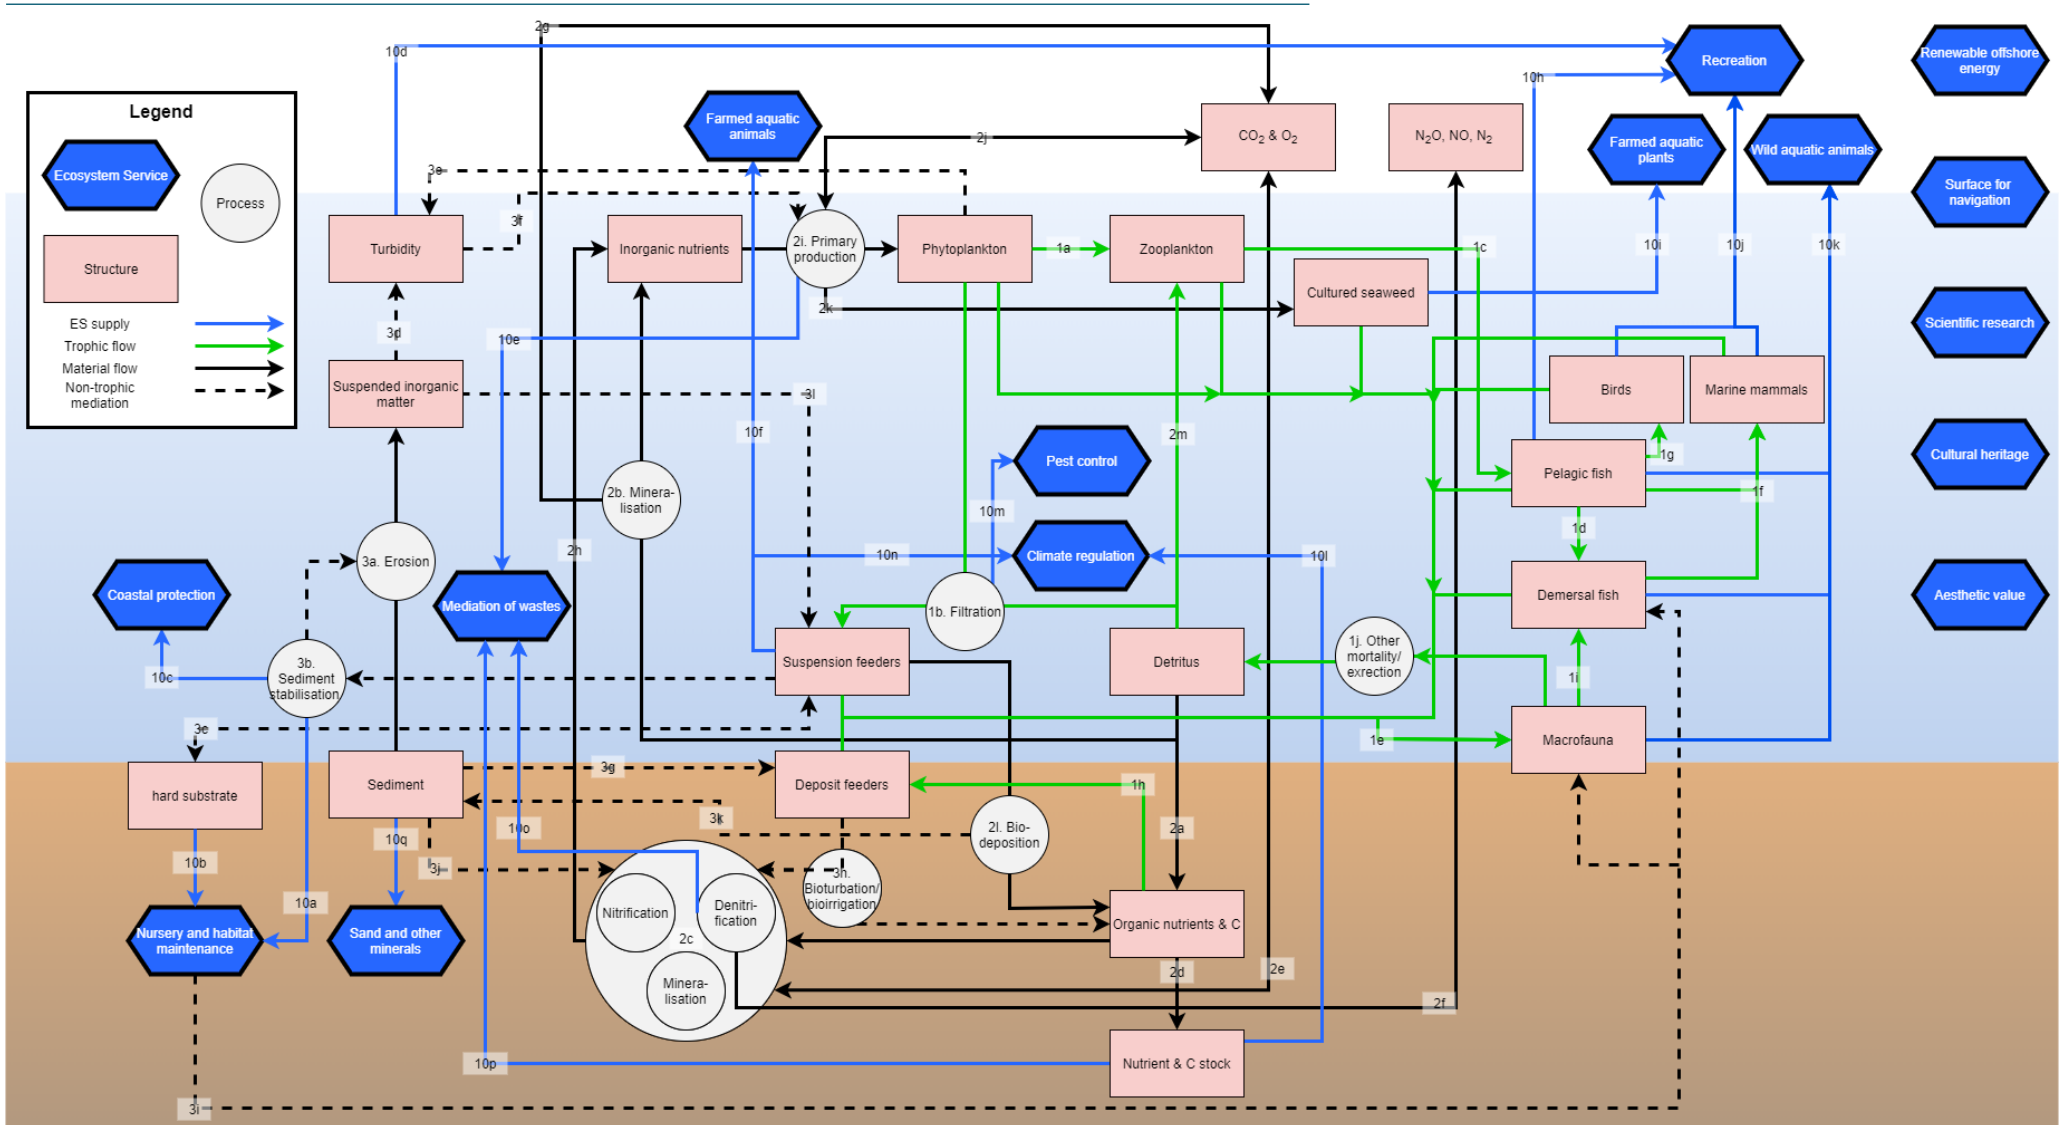 Legend
Ecosystem Service
Process
Structure
ES supply
Trophic flow
Material flow
Non-trophic
mediation
2g
10d
10h
Recreation
Renewable offshore
energy
Farmed aquatic
animals
2j
CO2 & O2
N2O, NO, N2
Farmed aquatic
plants
Wild aquatic animals
Surface for
navigation
3e
3f
Turbidity
Inorganic nutrients
2i. Primary
production
Phytoplankton
1a
Zooplankton
1c
10i
10j
10k
Cultured seaweed
2k
3d
10e
Scientific research
Suspended inorganic
matter
3l
Birds
Marine mammals
10f
2m
Pest control
1g
Cultural heritage
Pelagic fish
1f
2b. Minera-
lisation
10m
1d
2h
10n
Climate regulation
10l
3a. Erosion
Coastal protection
Mediation of wastes
1b. Filtration
Demersal fish
Aesthetic value
3b.
Sediment
stabilisation
10c
Suspension feeders
Detritus
1j. Other
mortality/
exrection
1i
3c
1e
Macrofauna
3g
hard substrate
Sediment
Deposit feeders
1h
3k
10o
2l. Bio-
deposition
2a
10q
10b
3j
3h.
Bioturbation/
bioirrigation
Nitrification
Denitri-
fication
10a
Organic nutrients & C
Nursery and habitat
maintenance
Sand and other
minerals
2c
2d
2e
Minera-
lisation
2f
10p
Nutrient & C stock
3i